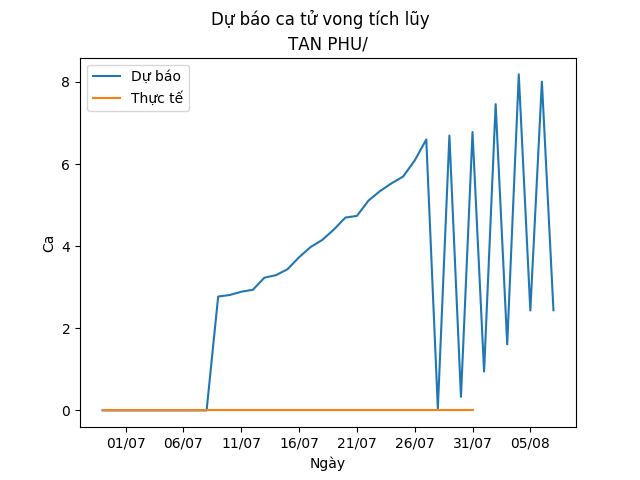 Dự báo ca tử vong tích lũy
TAN PHU/
Dự báo
Thực tế
8
6
4
2
0
Ca
01/07 06/07 11/07 16/07 21/07 26/07 31/07 05/08
Ngày